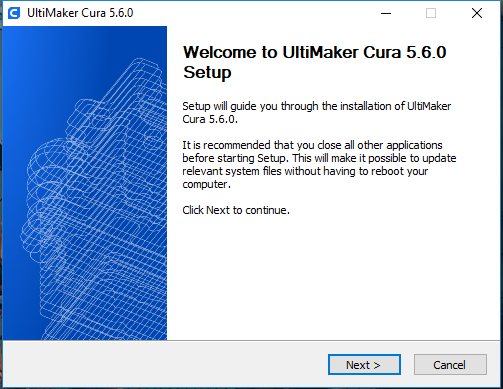 UltiMaker Cura 5.6.0
Welcome to UltiMaker Cura 5.6.0
Setup
Setup will guide you through the installation of UltiMaker
Cura 5.6.0.
It is recommended that you close all other applications
before starting Setup. This will make it possible to update
relevant system files without having to reboot your
computer.
Click Next to continue.
Next >
Cancel